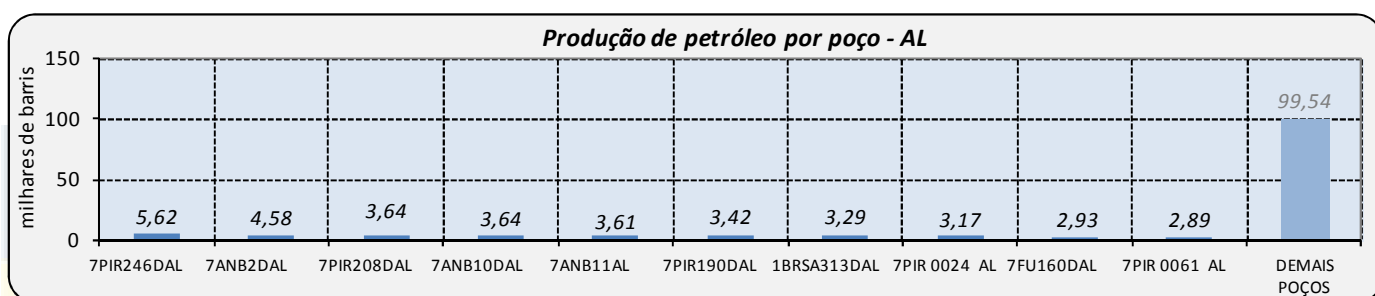 Produção de petróleo por poço - AL
milhares de barris
150
100
50
0
5,62 4,58 3,64 3,64 3,61 3,42 3,29 3,17 2,93 2,89 99,54
7PIR246DAL 7ANB2DAL 7PIR208DAL 7ANB10DAL 7ANB11AL 7PIR190DAL 1BRSA313DAL 7PIR 0024 AL 7FU160DAL 7PIR 0061 AL DEMAIS
POÇOS